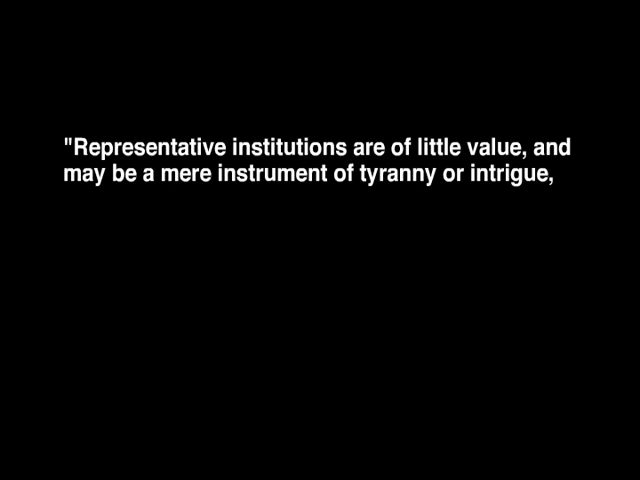 "Representative institutions are of little value, and
may be a mere instrument of tyranny or intrigue,